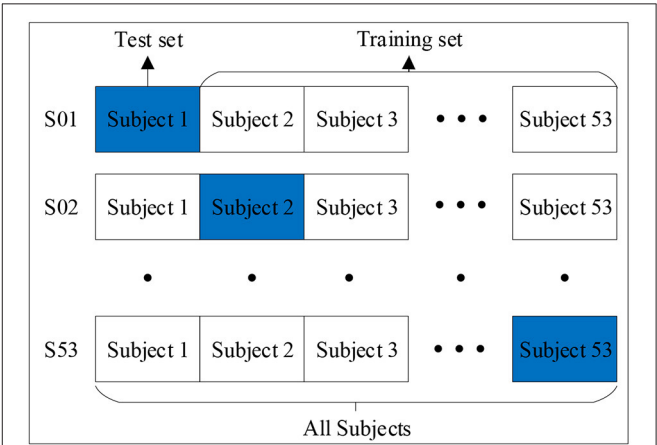 Test set Training set
S01 Subject 1 Subject 2 Subject 3 • • • Subject 53
S02 Subject 1 Subject 2 Subject 3 • • • Subject 53
• • • • •
S53 Subject 1 Subject 2 Subject 3 • • • Subject 53
All Subjects